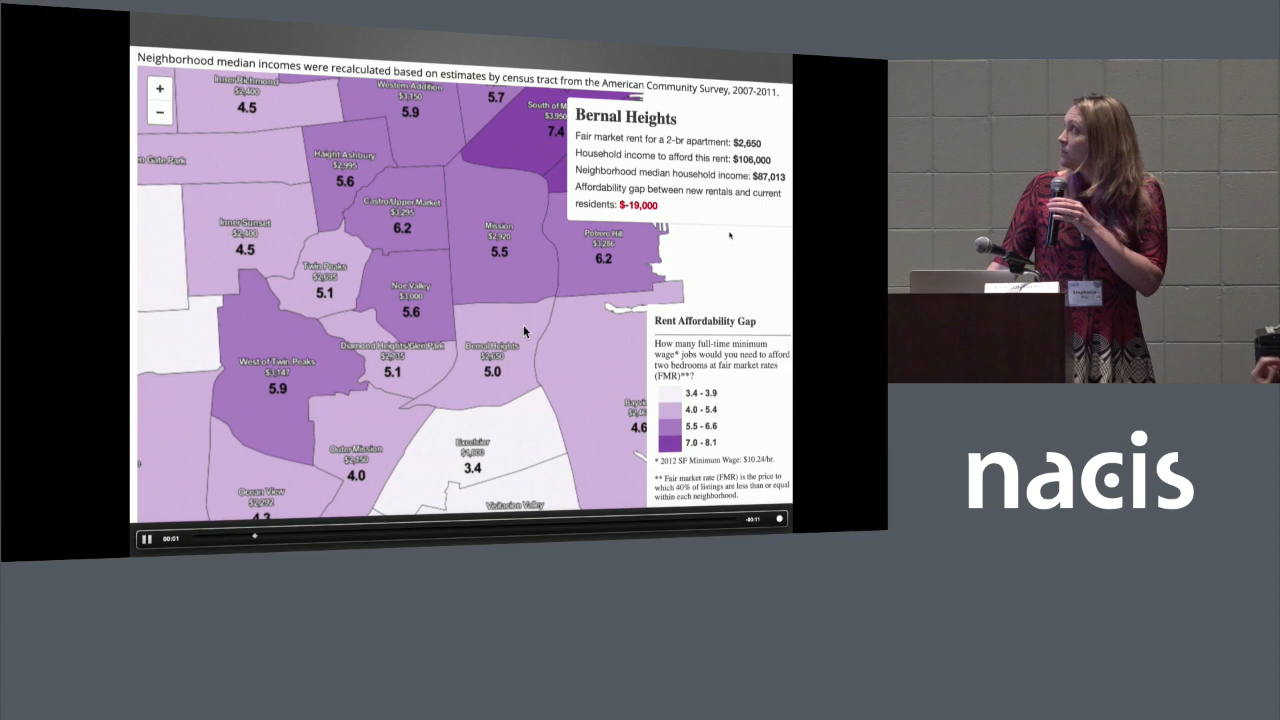 Neighborhood median incomes were recalculated based on estimates by census tract from the American Community Survey, 2007-2011.
+
−
Inner Richmond
$2,400
4.5
Western Addition
$3,150
5.9
5.7
South of M
$3,950
7.4
Bernal Heights
Fair market rent for a 2-br apartment: $2,650
Household income to afford this rent: $106,000
Neighborhood median household income: $87,013
Affordability gap between new rentals and current
residents: $-19,000
n Gate Park
Haight Ashbury
$2,995
5.6
Castro/Upper Market
$3,295
6.2
Inner Sunset
$2,400
4.5
Mission
$2,920
5.5
Potrero Hill
$3,286
6.2
Twin Peaks
$2,695
5.1
Noe Valley
$3,000
5.6
Diamond Heights/Glen Park
$2,735
5.1
Bernal Heights
$2,650
5.0
West of Twin Peaks
$3,147
5.9
Rent Affordability Gap
How many full-time minimum
wage* jobs would you need to afford
two bedrooms at fair market rates
(FMR)**?
3.4 - 3.9
4.0 - 5.4
5.5 - 6.6
7.0 - 8.1
* 2012 SF Minimum Wage: $10.24/hr.
** Fair market rate (FMR) is the price to
which 40% of listings are less than or equal
within each neighborhood.
Bayvi
4.6
Outer Mission
$2,150
4.0
Excelsior
$1,800
3.4
Ocean View
$2,292
4.3
Visitacion Valley
00:01
-00:11
Stephanie
nacis